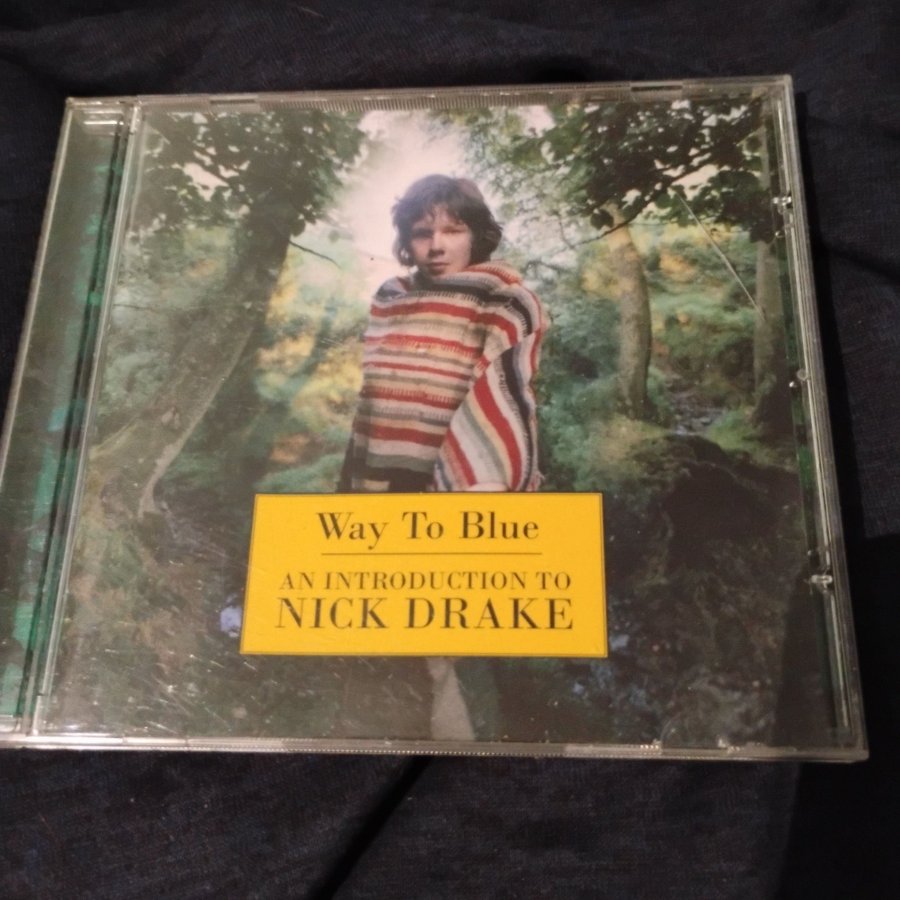 Way To Blue
AN INTRODUCTION TO
NICK DRAKE